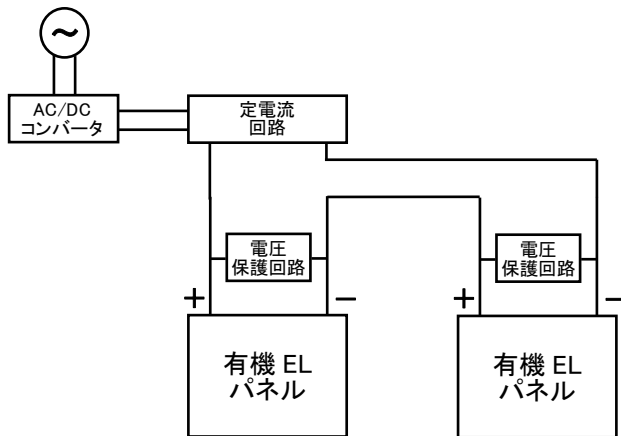 ~
AC/DC
コンバータ
定電流
回路
電圧
保護回路
電圧
保護回路
+
−
+
−
有機 EL
パネル
有機 EL
パネル